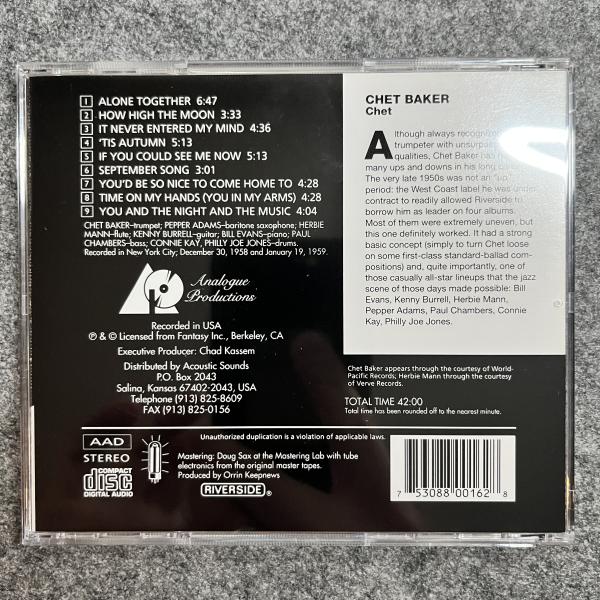 1 ALONE TOGETHER 6:47
2 HOW HIGH THE MOON 3:33
3 IT NEVER ENTERED MY MIND 4:36
4 'TIS AUTUMN 5:13
5 IF YOU COULD SEE ME NOW 5:13
6 SEPTEMBER SONG 3:01
7 YOU'D BE SO NICE TO COME HOME TO 4:28
8 TIME ON MY HANDS (YOU IN MY ARMS) 4:28
9 YOU AND THE NIGHT AND THE MUSIC 4:04
CHET BAKER–trumpet; PEPPER ADAMS–baritone saxophone; HERBIE
MANN–flute; KENNY BURRELL–guitar; BILL EVANS–piano; PAUL
CHAMBERS–bass; CONNIE KAY, PHILLY JOE JONES–drums.
Recorded in New York City; December 30, 1958 and January 19, 1959.
AP
Analogue
Productions
Recorded in USA
℗ & © Licensed from Fantasy Inc., Berkeley, CA
Executive Producer: Chad Kassem
Distributed by Acoustic Sounds
P.O. Box 2043
Salina, Kansas 67402-2043, USA
Telephone (913) 825-8609
FAX (913) 825-0156
CHET BAKER
Chet
Although always recognized
trumpeter with
qualities, Chet Baker has
many ups and downs in his long
The very late 1950s was not an "up"
period: the West Coast label he was under
contract to readily allowed Riverside to
borrow him as leader on four albums.
Most of them were extremely uneven, but
this one definitely worked. It had a strong
basic concept (simply to turn Chet loose
on some first-class standard-ballad com-
positions) and, quite importantly, one of
those casually all-star lineups that the jazz
scene of those days made possible: Bill
Evans, Kenny Burrell, Herbie Mann,
Pepper Adams, Paul Chambers, Connie
Kay, Philly Joe Jones.
Chet Baker appears through the courtesy of World-
Pacific Records; Herbie Mann through the courtesy
of Verve Records.
TOTAL TIME 42:00
Total time has been rounded off to the nearest minute.
AAD
STEREO
COMPACT
disc
DIGITAL AUDIO
Unauthorized duplication is a violation of applicable laws.
Mastering: Doug Sax at the Mastering Lab with tube
electronics from the original master tapes.
Produced by Orrin Keepnews
RIVERSIDE
7 53088 00162 8